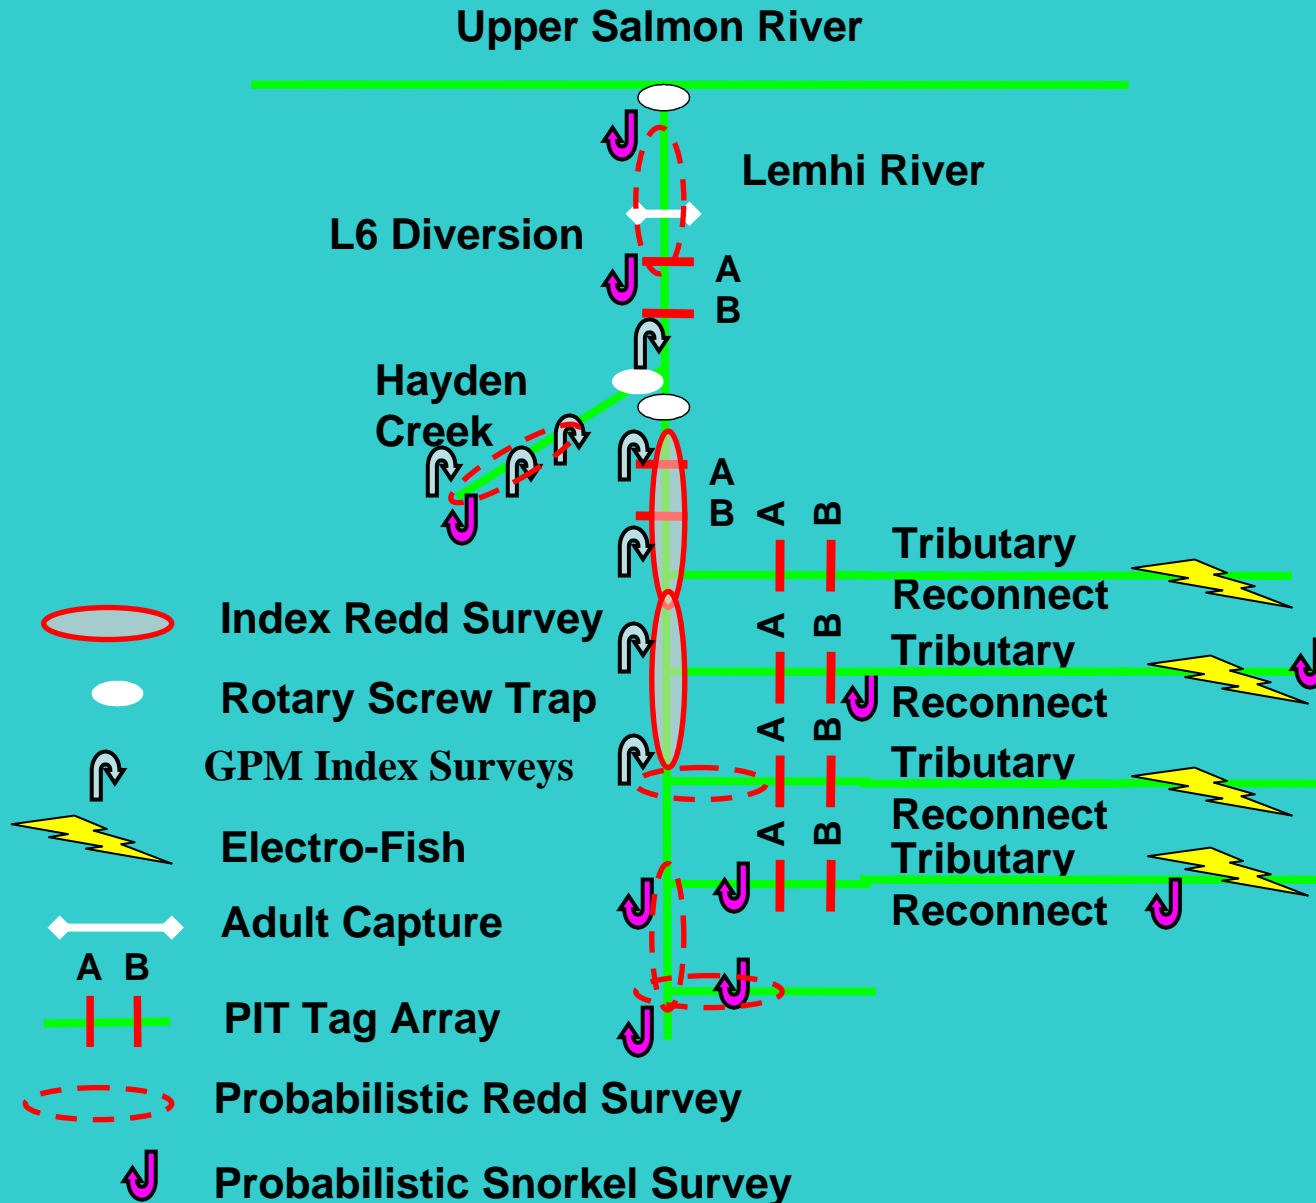 Upper Salmon River
Lemhi River
L6 Diversion
A
B
Hayden
Creek
A
B
A B
Tributary
Reconnect
A B
Tributary
Reconnect
A B
Tributary
Reconnect
A B
Tributary
Reconnect
Index Redd Survey
Rotary Screw Trap
GPM Index Surveys
Electro-Fish
Adult Capture
A B
PIT Tag Array
Probabilistic Redd Survey
Probabilistic Snorkel Survey